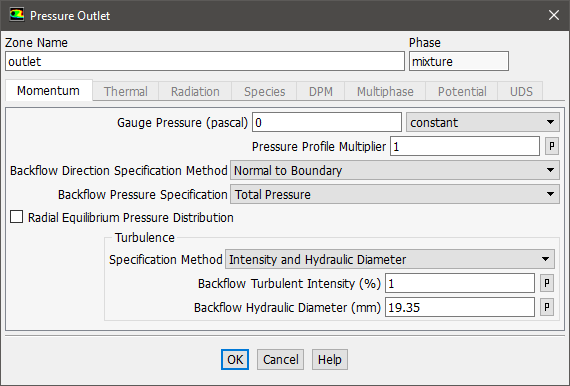 Pressure Outlet
Zone Name Phase
outlet mixture
Momentum Thermal Radiation Species DPM Multiphase Potential UDS
Gauge Pressure (pascal) 0 constant
Pressure Profile Multiplier 1 P
Backflow Direction Specification Method Normal to Boundary
Backflow Pressure Specification Total Pressure
Radial Equilibrium Pressure Distribution
Turbulence
Specification Method Intensity and Hydraulic Diameter
Backflow Turbulent Intensity (%) 1 P
Backflow Hydraulic Diameter (mm) 19.35 P
OK Cancel Help